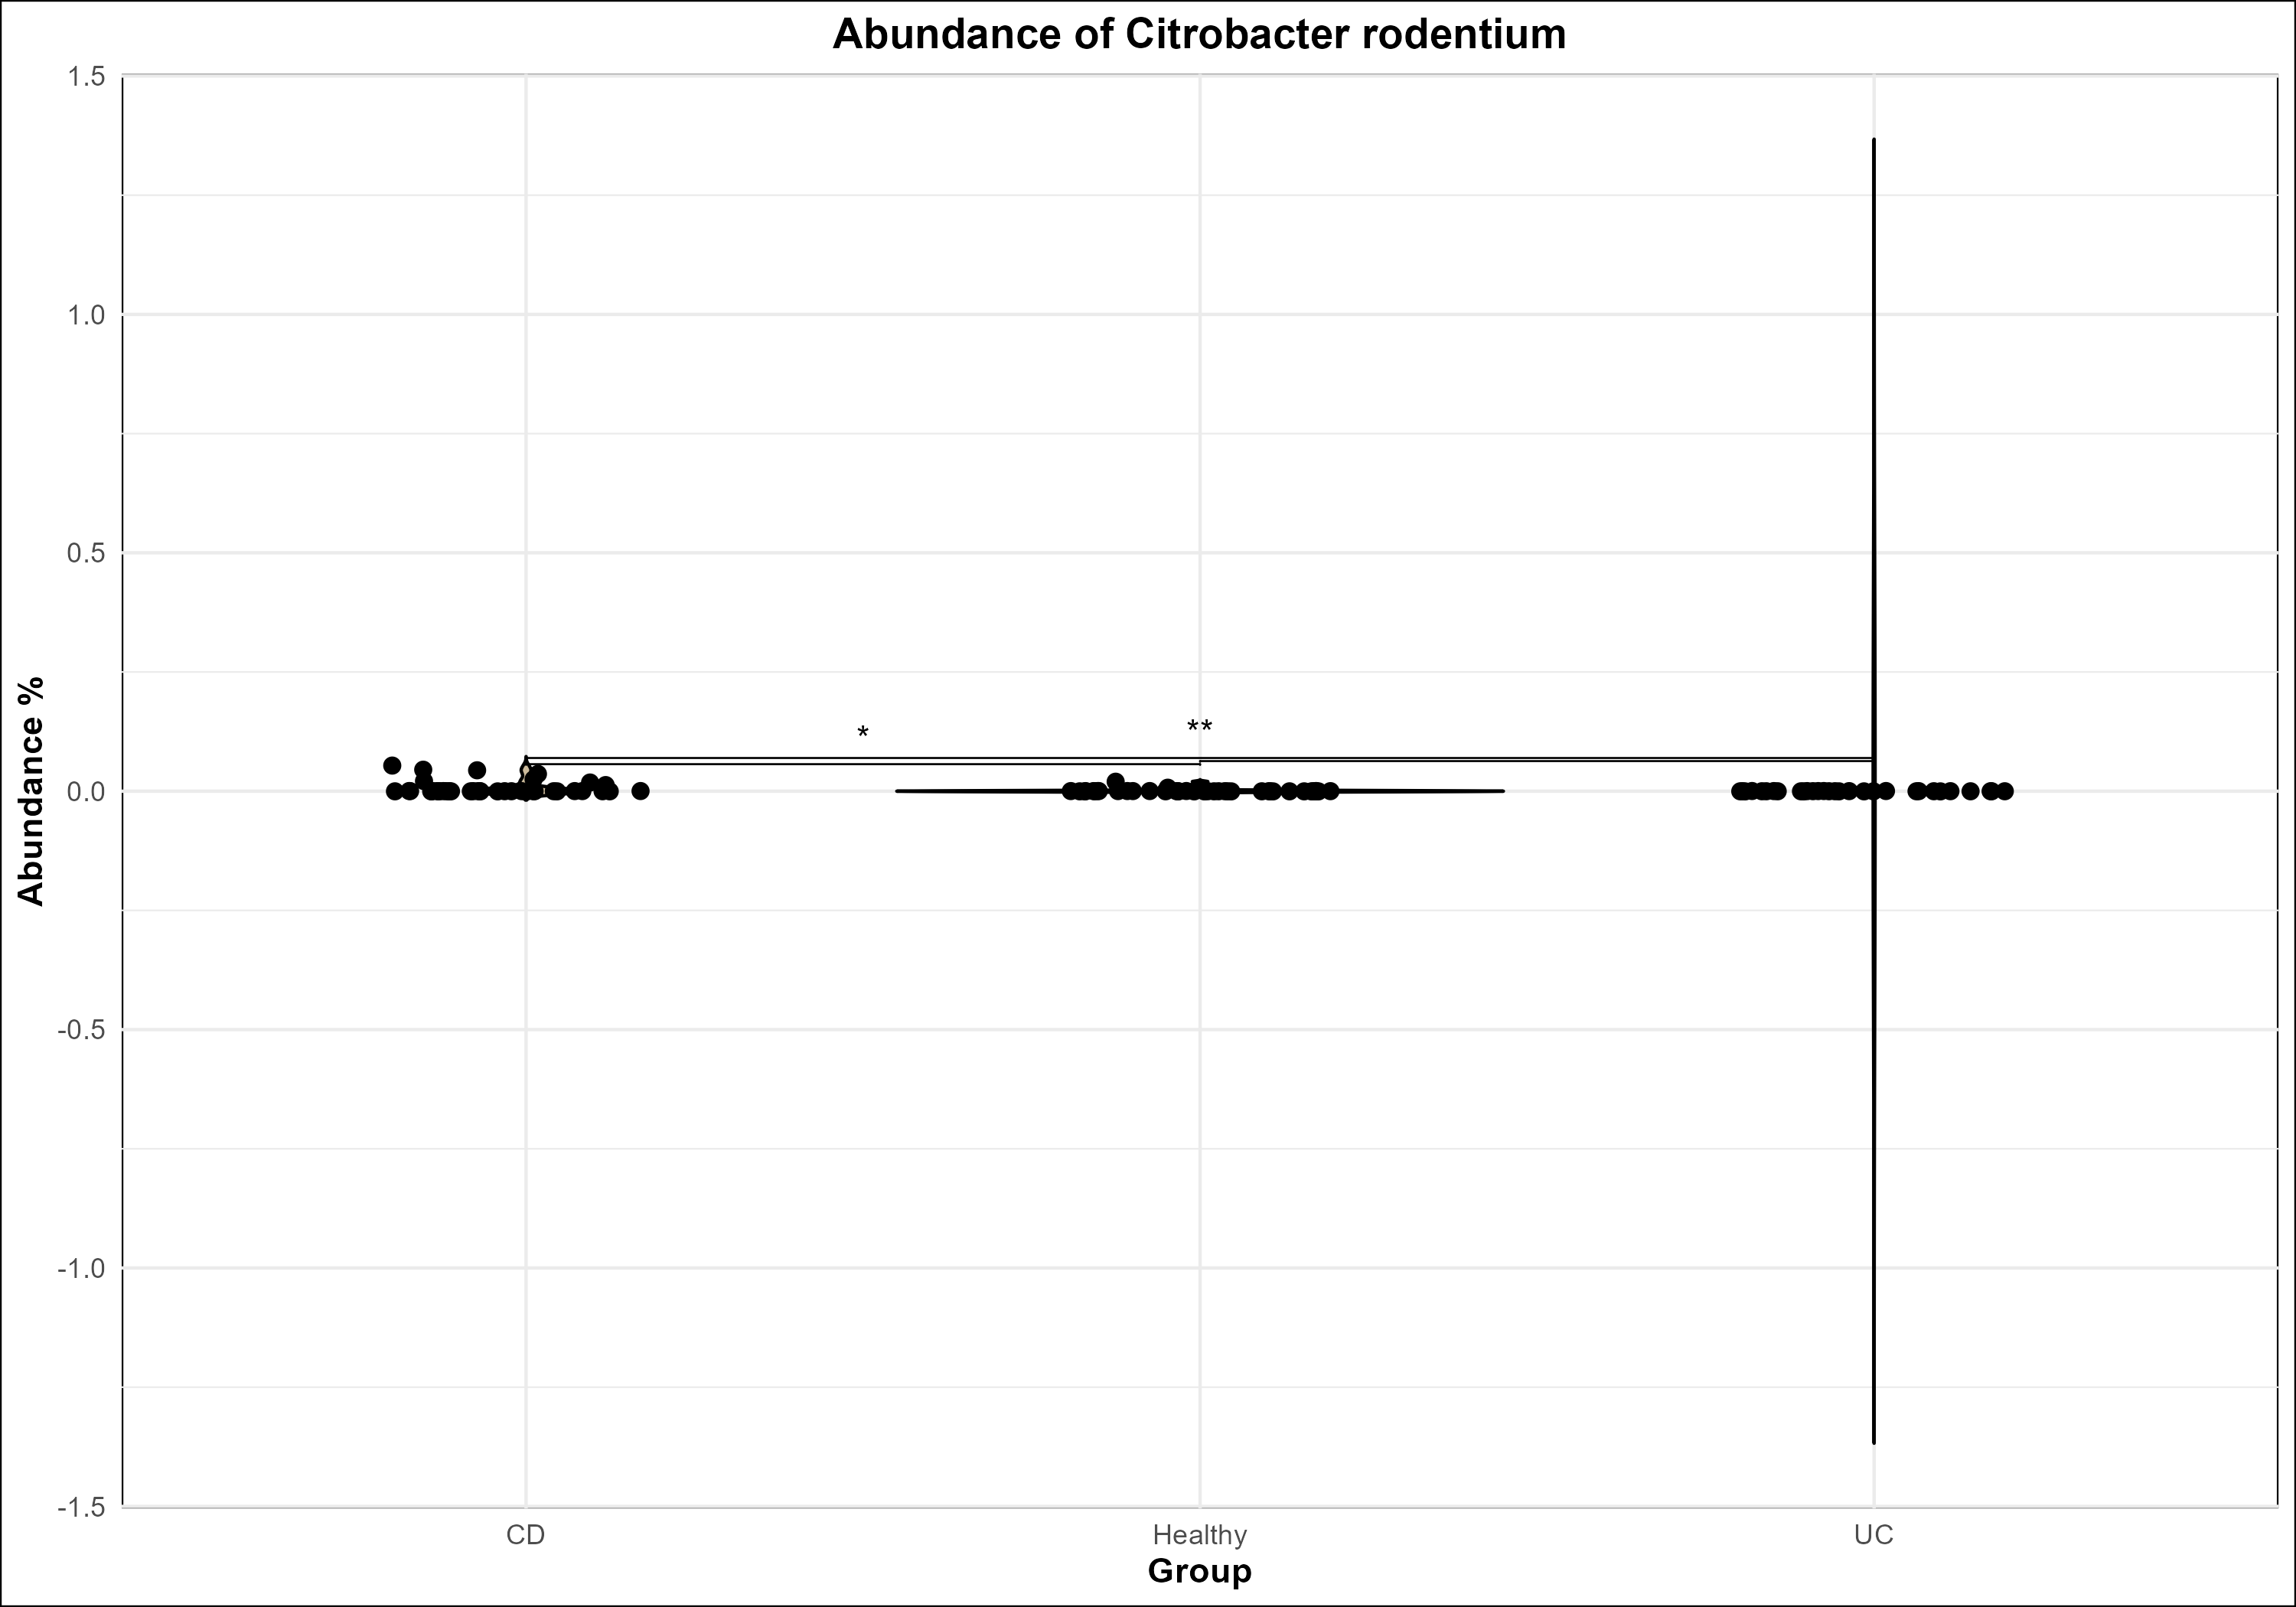 Abundance of Citrobacter rodentium
Abundance %
1.5
1.0
0.5
0.0
-0.5
-1.0
-1.5
*
**
CD
Healthy
UC
Group